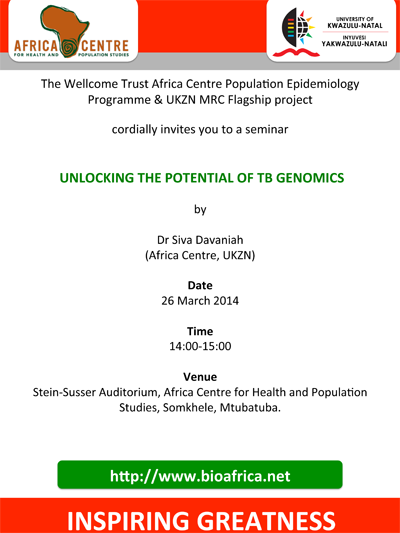 AFRICA CENTRE
FOR HEALTH AND POPULATION STUDIES
UNIVERSITY OF
KWAZULU-NATAL
INYUVESI
YAKWAZULU-NATALI
The Wellcome Trust Africa Centre Population Epidemiology
Programme & UKZN MRC Flagship project
cordially invites you to a seminar
UNLOCKING THE POTENTIAL OF TB GENOMICS
by
Dr Siva Davaniah
(Africa Centre, UKZN)
Date
26 March 2014
Time
14:00-15:00
Venue
Stein-Susser Auditorium, Africa Centre for Health and Population
Studies, Somkhele, Mtubatuba.
http://www.bioafrica.net
INSPIRING GREATNESS